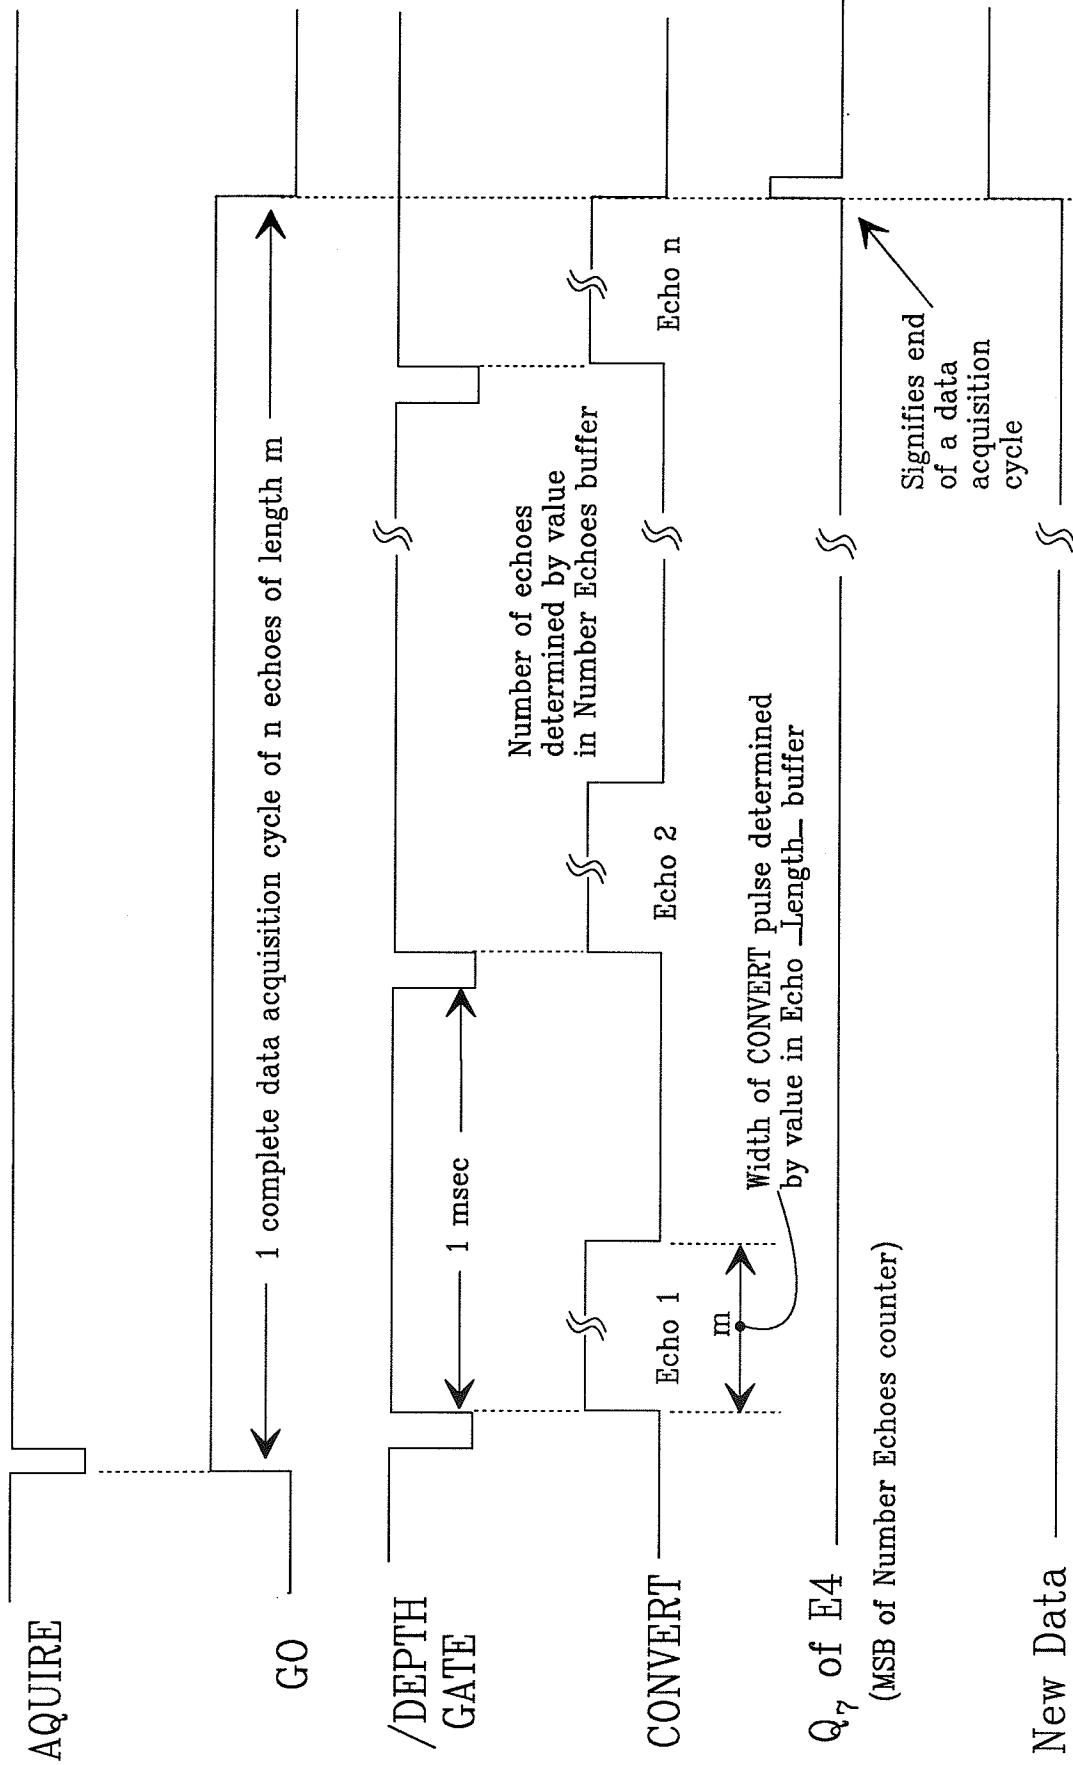 AQUIRE
GO
1 complete data acquisition cycle of n echoes of length m
/DEPTH
GATE
1 msec
Number of echoes
determined by value
in Number Echoes buffer
CONVERT
Echo 1
Echo 2
Echo n
m
Width of CONVERT pulse determined
by value in Echo_Length_ buffer
Q₇ of E4
(MSB of Number Echoes counter)
Signifies end
of a data
acquisition
cycle
New Data